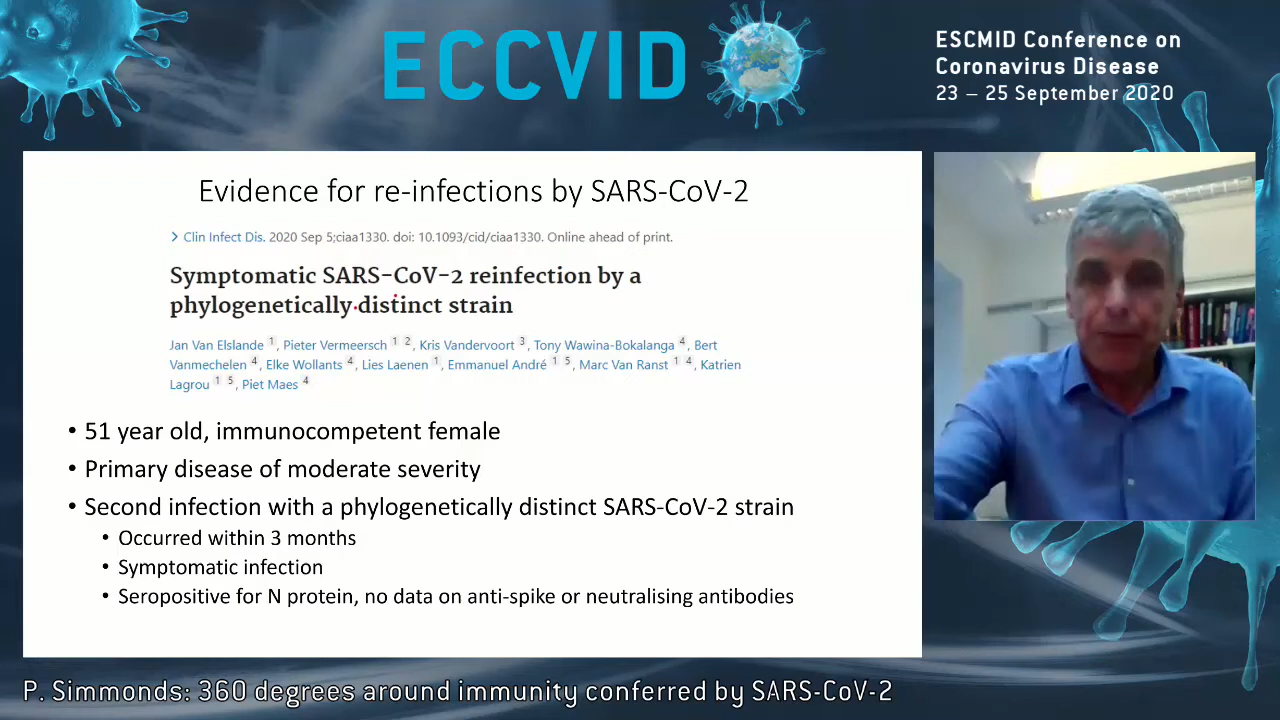 ECCVID
ESCMID Conference on
Coronavirus Disease
23 – 25 September 2020
Evidence for re-infections by SARS-CoV-2
> Clin Infect Dis. 2020 Sep 5;ciaa1330. doi: 10.1093/cid/ciaa1330. Online ahead of print.
Symptomatic SARS-CoV-2 reinfection by a
phylogenetically distinct strain
Jan Van Elslande 1, Pieter Vermeersch 1 2, Kris Vandervoort 3, Tony Wawina-Bokalanga 4, Bert
Vanmechelen 4, Elke Wollants 4, Lies Laenen 1, Emmanuel André 1 5, Marc Van Ranst 1 4, Katrien
Lagrou 1 5, Piet Maes 4
• 51 year old, immunocompetent female
• Primary disease of moderate severity
• Second infection with a phylogenetically distinct SARS-CoV-2 strain
• Occurred within 3 months
• Symptomatic infection
• Seropositive for N protein, no data on anti-spike or neutralising antibodies
P. Simmonds: 360 degrees around immunity conferred by SARS-CoV-2